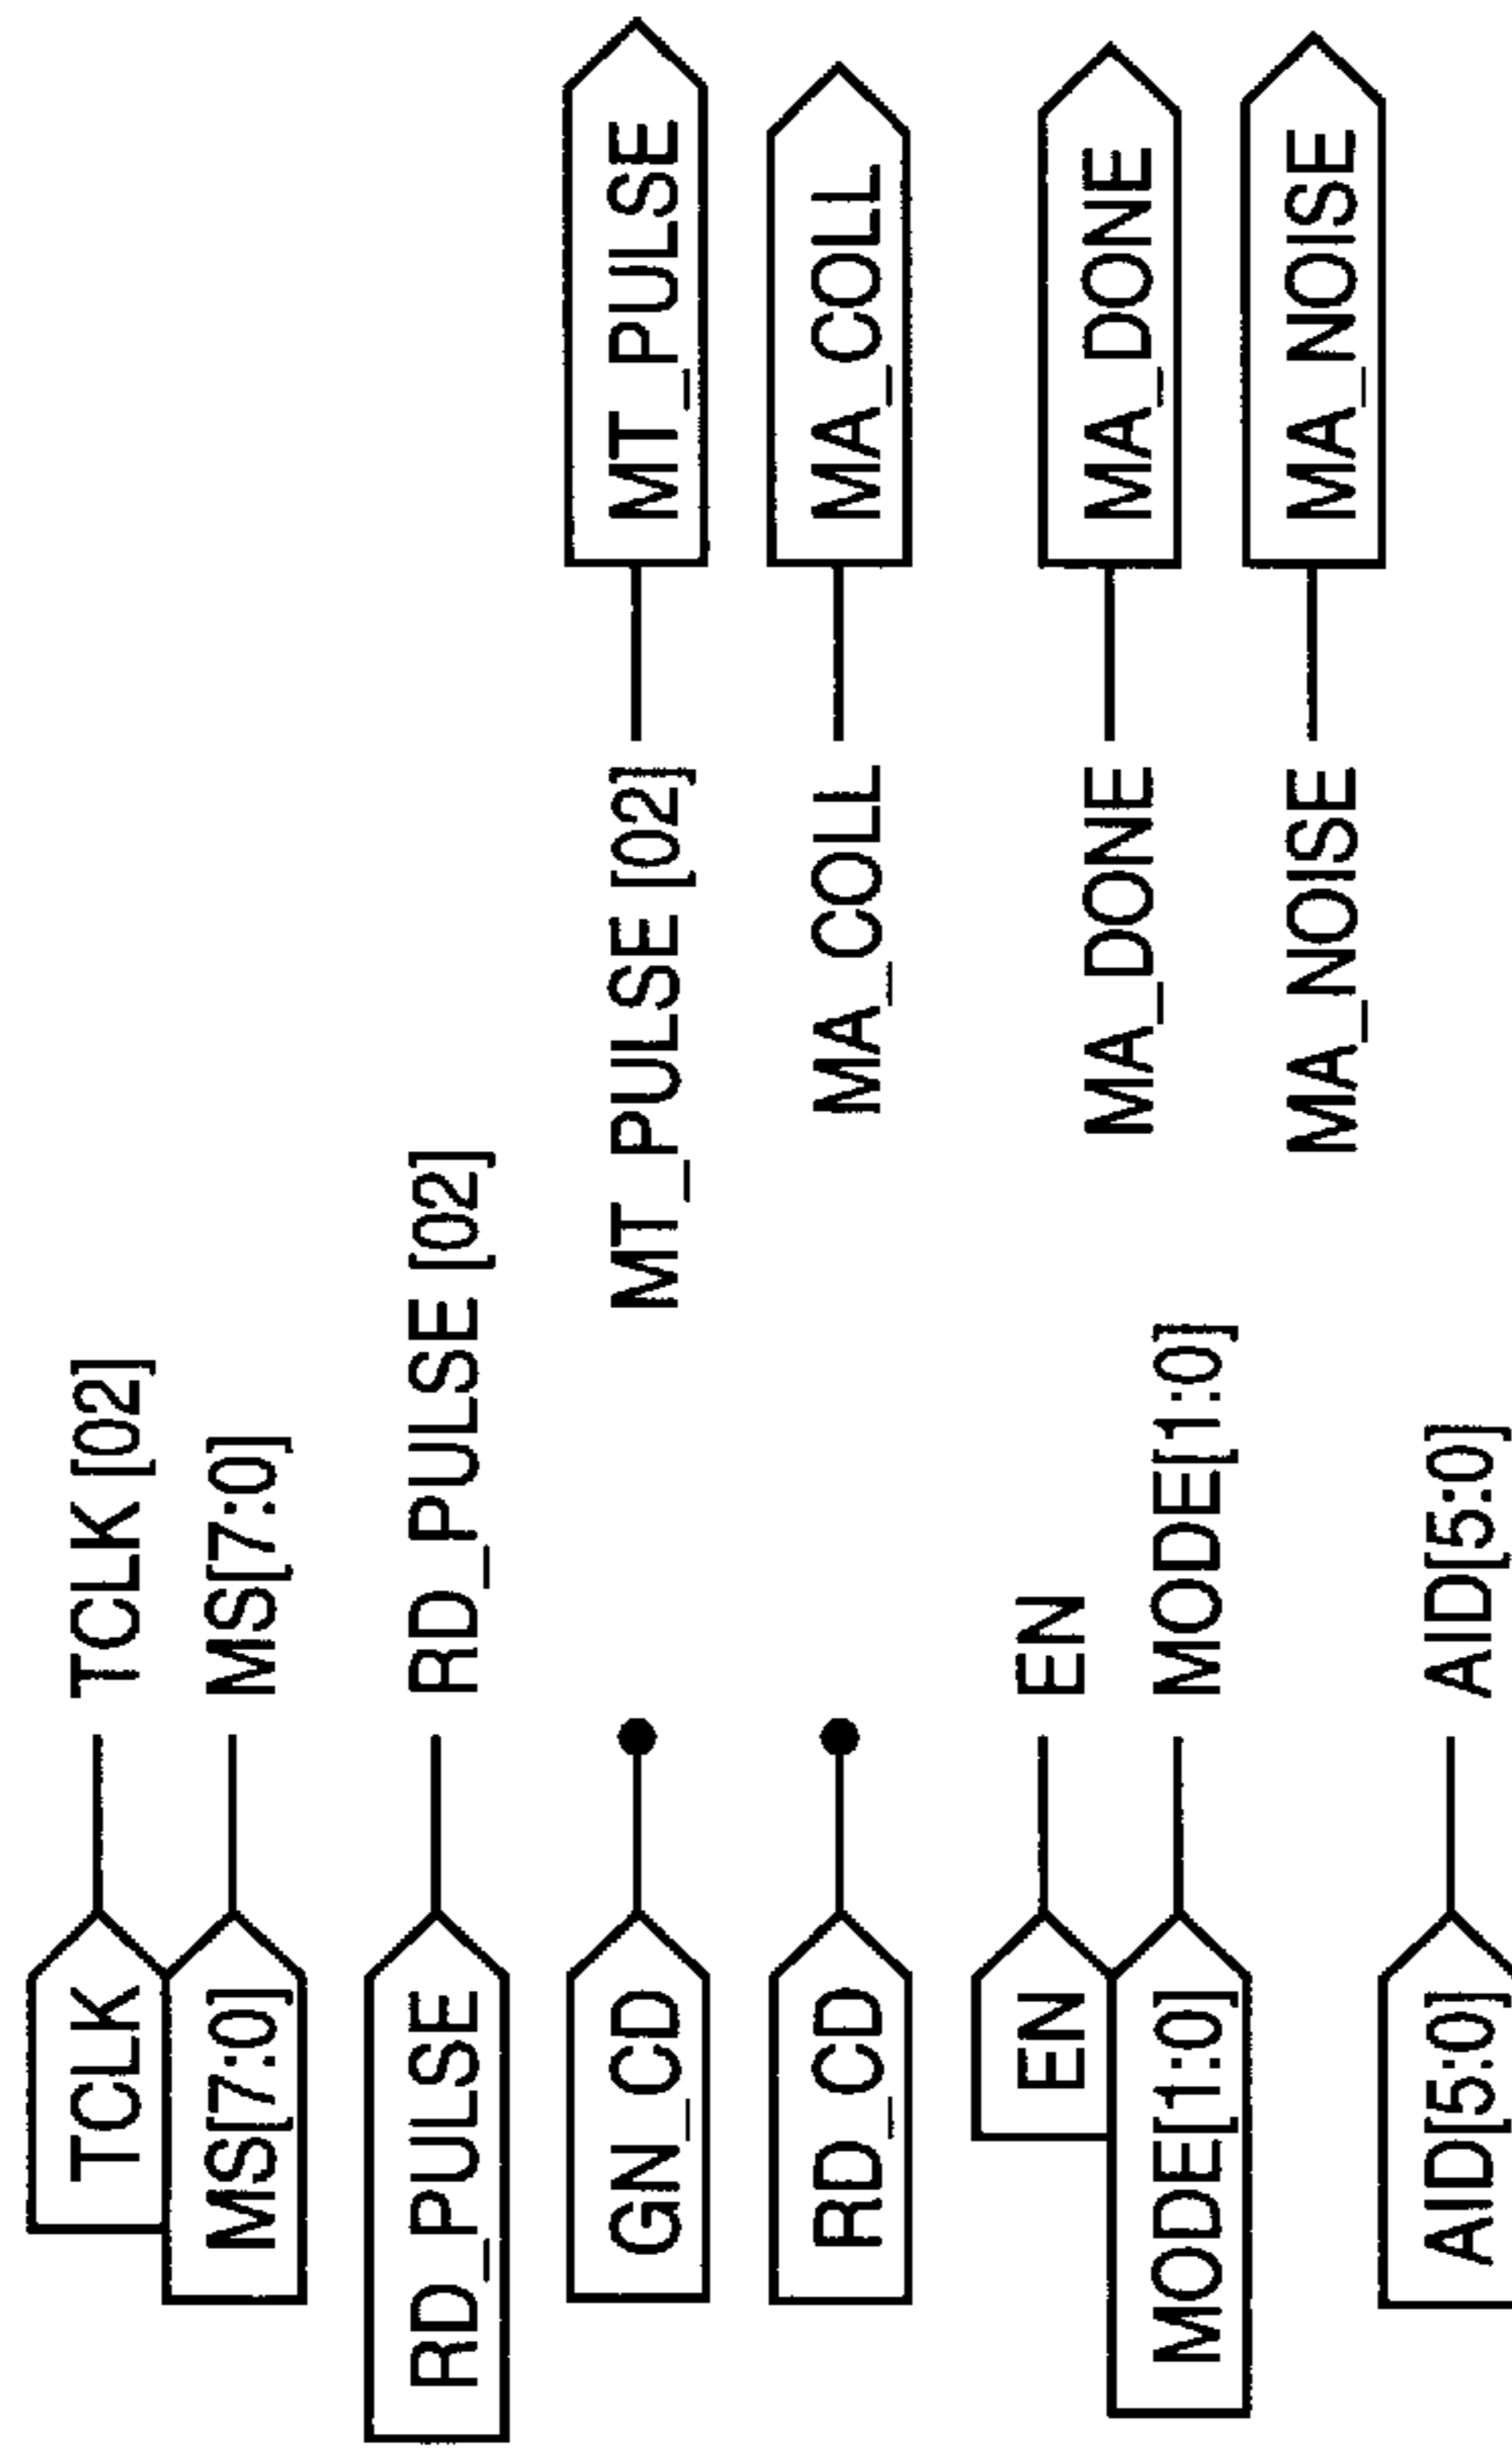 TCLK TCLK [02]
MS[7:0] MS[7:0]
RD_PULSE RD_PULSE [02]
GN_CD MT_PULSE [02] MT_PULSE
RD_CD MA_COLL MA_COLL
EN EN
MA_DONE MA_DONE
MODE[1:0] MODE[1:0]
MA_NOISE MA_NOISE
AID[5:0] AID[5:0]